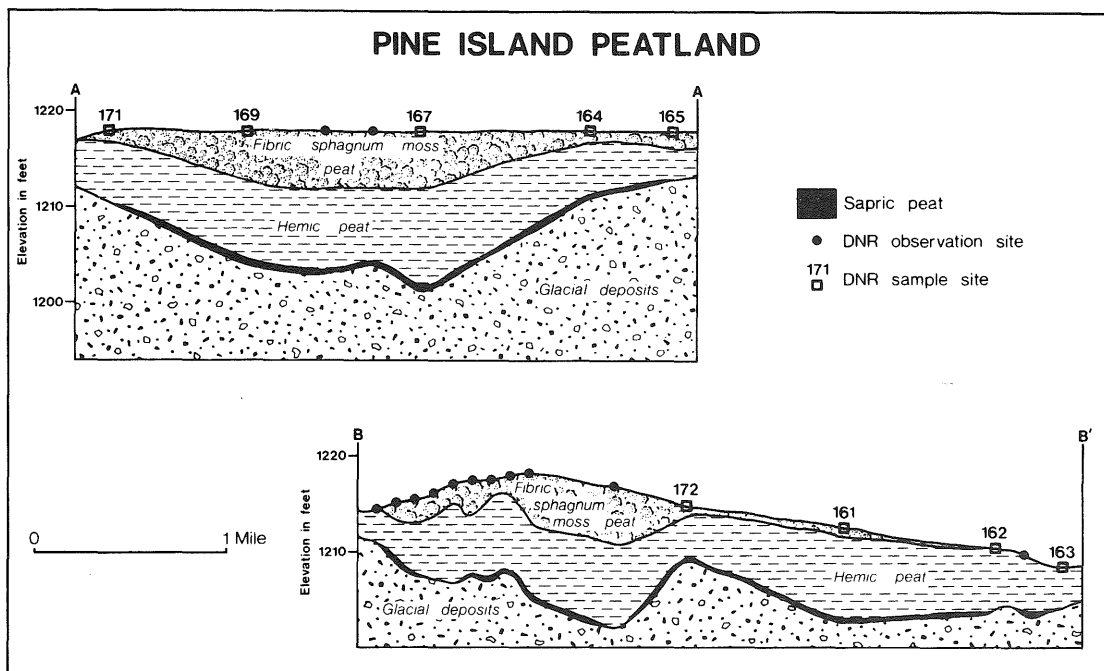 PINE ISLAND PEATLAND
A
A
1220
171
169
167
164
165
Fibric sphagnum moss
peat
1210
Hemic peat
Glacial deposits
1200
Elevation in feet
Sapric peat
DNR observation site
171
DNR sample site
B
B'
1220
Fibric
sphagnum
moss peat
172
161
162
163
1210
Hemic peat
Glacial deposits
Elevation in feet
0
1 Mile